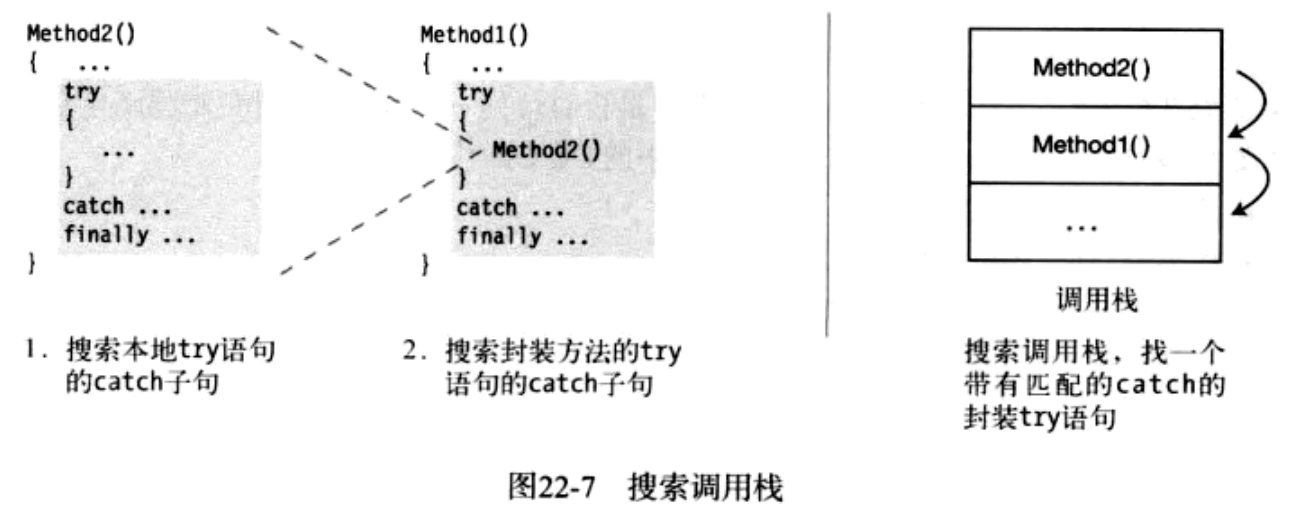 Method2()
{ ...
try
{
...
}
catch ...
finally ...
}
1. 搜索本地try语句
的catch子句
Method1()
{ ...
try
{
Method2()
}
catch ...
finally ...
}
2. 搜索封装方法的try
语句的catch子句
Method2()
Method1()
...
调用栈
搜索调用栈，找一个
带有匹配的catch的
封装try语句
图22-7 搜索调用栈